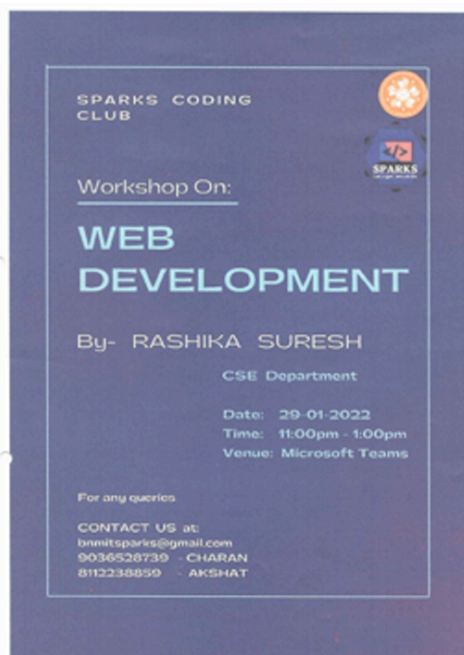 SPARKS CODING
CLUB
SPARKS
Workshop On:
WEB
DEVELOPMENT
By- RASHIKA SURESH
CSE Department
Date: 29-01-2022
Time: 11:00pm - 1:00pm
Venue: Microsoft Teams
For any queries
CONTACT US at:
bnmitsparks@gmail.com
9036528739 - CHARAN
8112238859 - AKSHAT